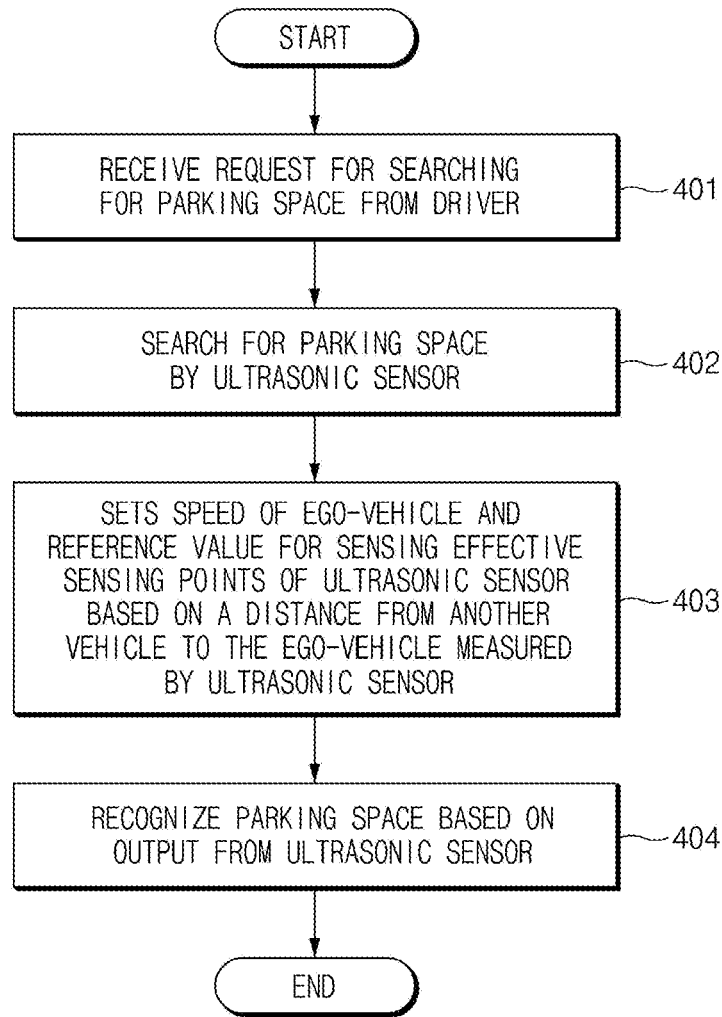 START
RECEIVE REQUEST FOR SEARCHING
FOR PARKING SPACE FROM DRIVER
401
SEARCH FOR PARKING SPACE
BY ULTRASONIC SENSOR
402
SETS SPEED OF EGO-VEHICLE AND
REFERENCE VALUE FOR SENSING EFFECTIVE
SENSING POINTS OF ULTRASONIC SENSOR
BASED ON A DISTANCE FROM ANOTHER
VEHICLE TO THE EGO-VEHICLE MEASURED
BY ULTRASONIC SENSOR
403
RECOGNIZE PARKING SPACE BASED ON
OUTPUT FROM ULTRASONIC SENSOR
404
END